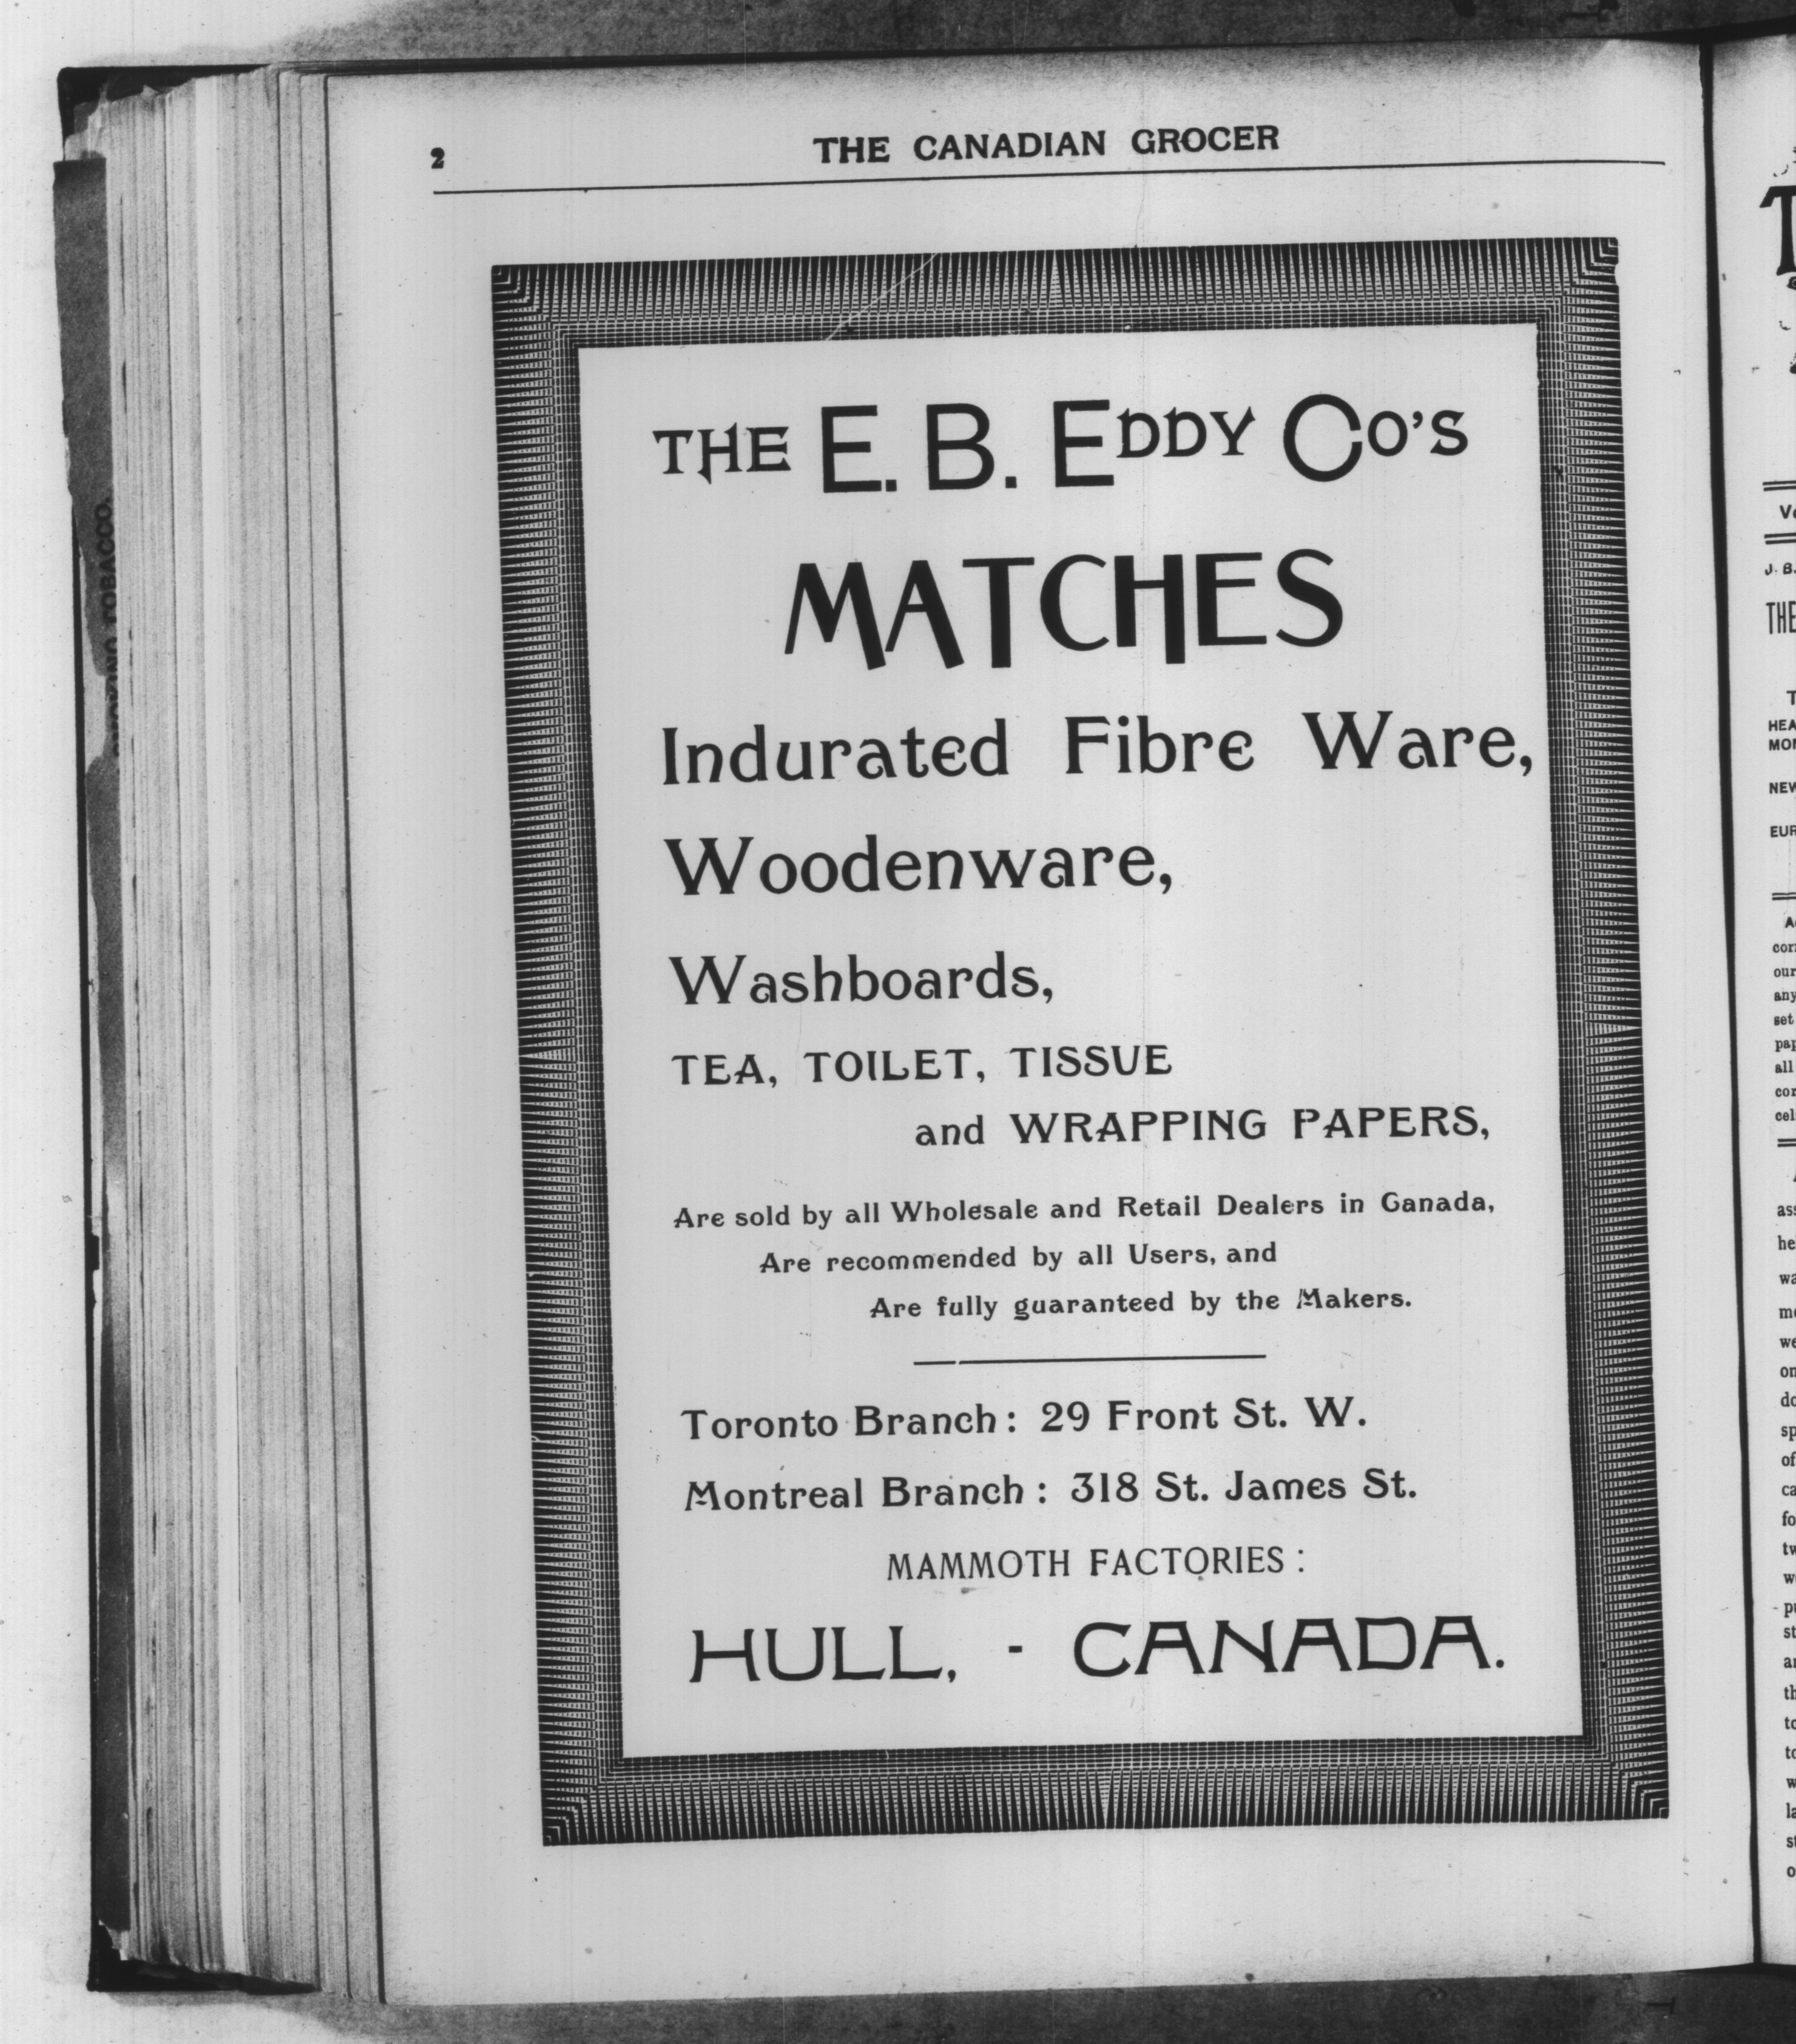 2
THE CANADIAN GROCER
THE E. B. EDDY CO'S
MATCHES
Indurated Fibre Ware,
Woodenware,
Washboards,
TEA, TOILET, TISSUE
and WRAPPING PAPERS,
Are sold by all Wholesale and Retail Dealers in Canada,
Are recommended by all Users, and
Are fully guaranteed by the Makers.
Toronto Branch: 29 Front St. W.
Montreal Branch: 318 St. James St.
MAMMOTH FACTORIES:
HULL, - CANADA.
TOBACCO.
J. B.
THE